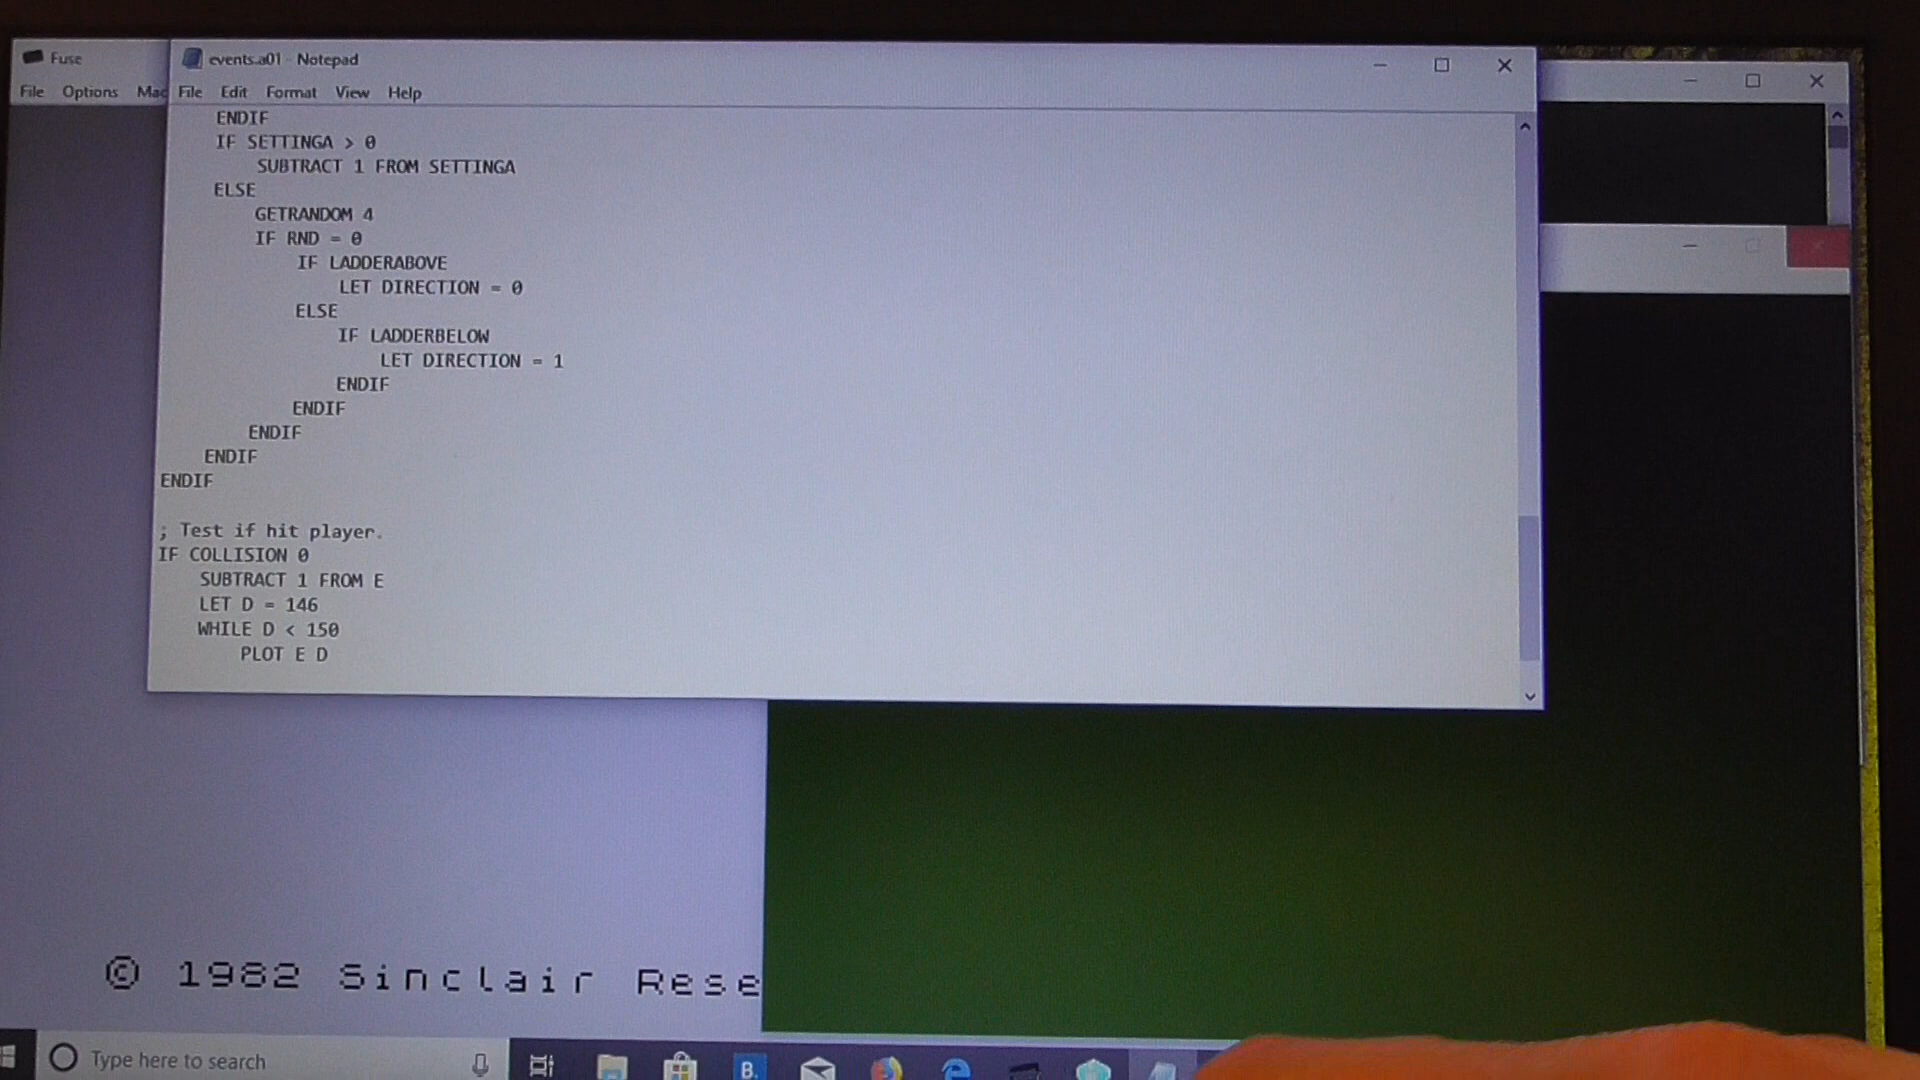 Fuse
File Options Mac
events.a01 - Notepad
File Edit Format View Help
ENDIF
IF SETTINGA > 0
SUBTRACT 1 FROM SETTINGA
ELSE
GETRANDOM 4
IF RND = 0
IF LADDERABOVE
LET DIRECTION = 0
ELSE
IF LADDERBELOW
LET DIRECTION = 1
ENDIF
ENDIF
ENDIF
ENDIF
ENDIF
; Test if hit player.
IF COLLISION 0
SUBTRACT 1 FROM E
LET D = 146
WHILE D < 150
PLOT E D
© 1982 Sinclair Rese
Type here to search
B.